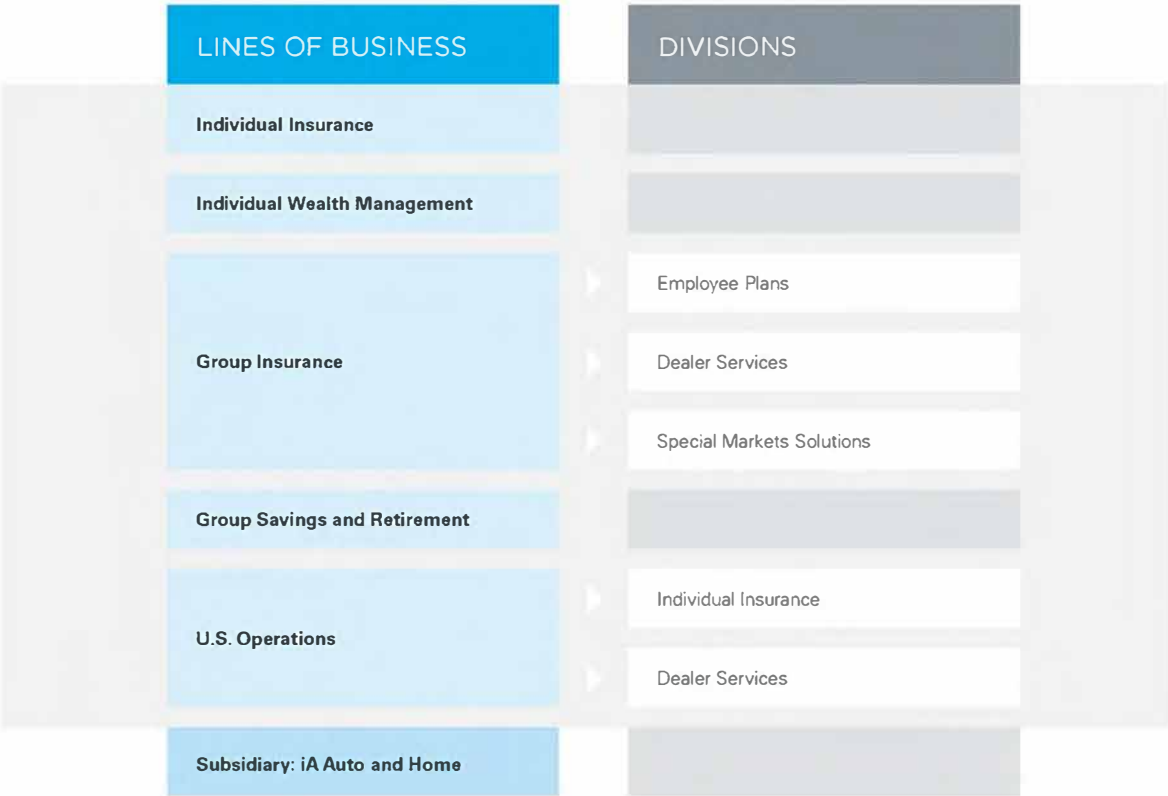 LINES OF BUSINESS
DIVISIONS
Individual Insurance
Individual Wealth Management
Group Insurance
Employee Plans
Dealer Services
Special Markets Solutions
Group Savings and Retirement
U.S. Operations
Individual Insurance
Dealer Services
Subsidiary: iA Auto and Home